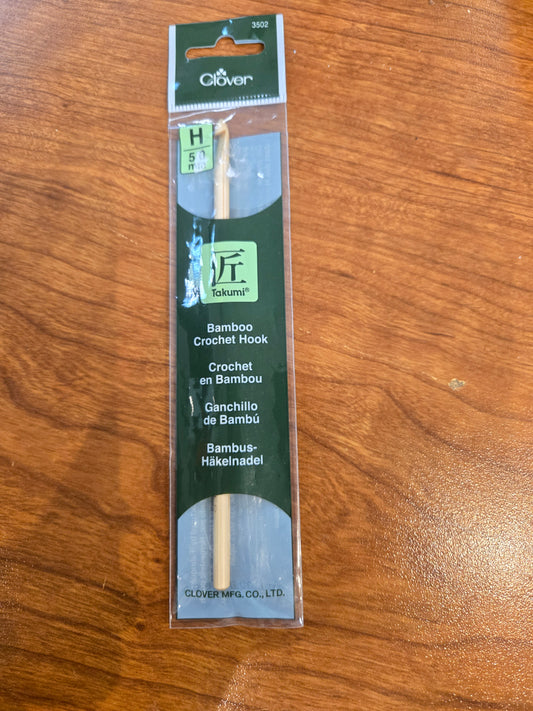 3502
Clover
H
5.0
mm
匠
Takumi®
Bamboo
Crochet Hook
Crochet
en Bambou
Ganchillo
de Bambú
Bambus-
Häkelnadel
CLOVER MFG. CO., LTD.